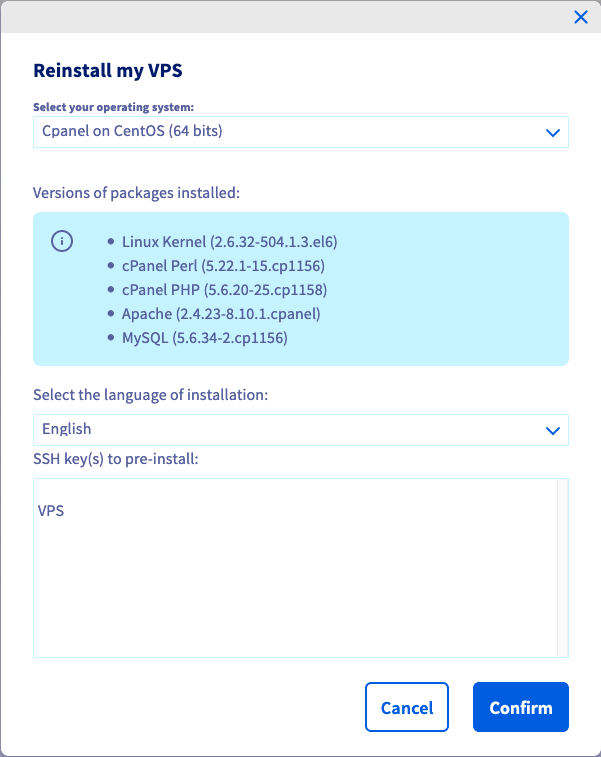 Reinstall my VPS
Select your operating system:
Cpanel on CentOS (64 bits)
Versions of packages installed:
Linux Kernel (2.6.32-504.1.3.el6)
cPanel Perl (5.22.1-15.cp1156)
cPanel PHP (5.6.20-25.cp1158)
Apache (2.4.23-8.10.1.cpanel)
MySQL (5.6.34-2.cp1156)
Select the language of installation:
English
SSH key(s) to pre-install:
VPS
Cancel Confirm